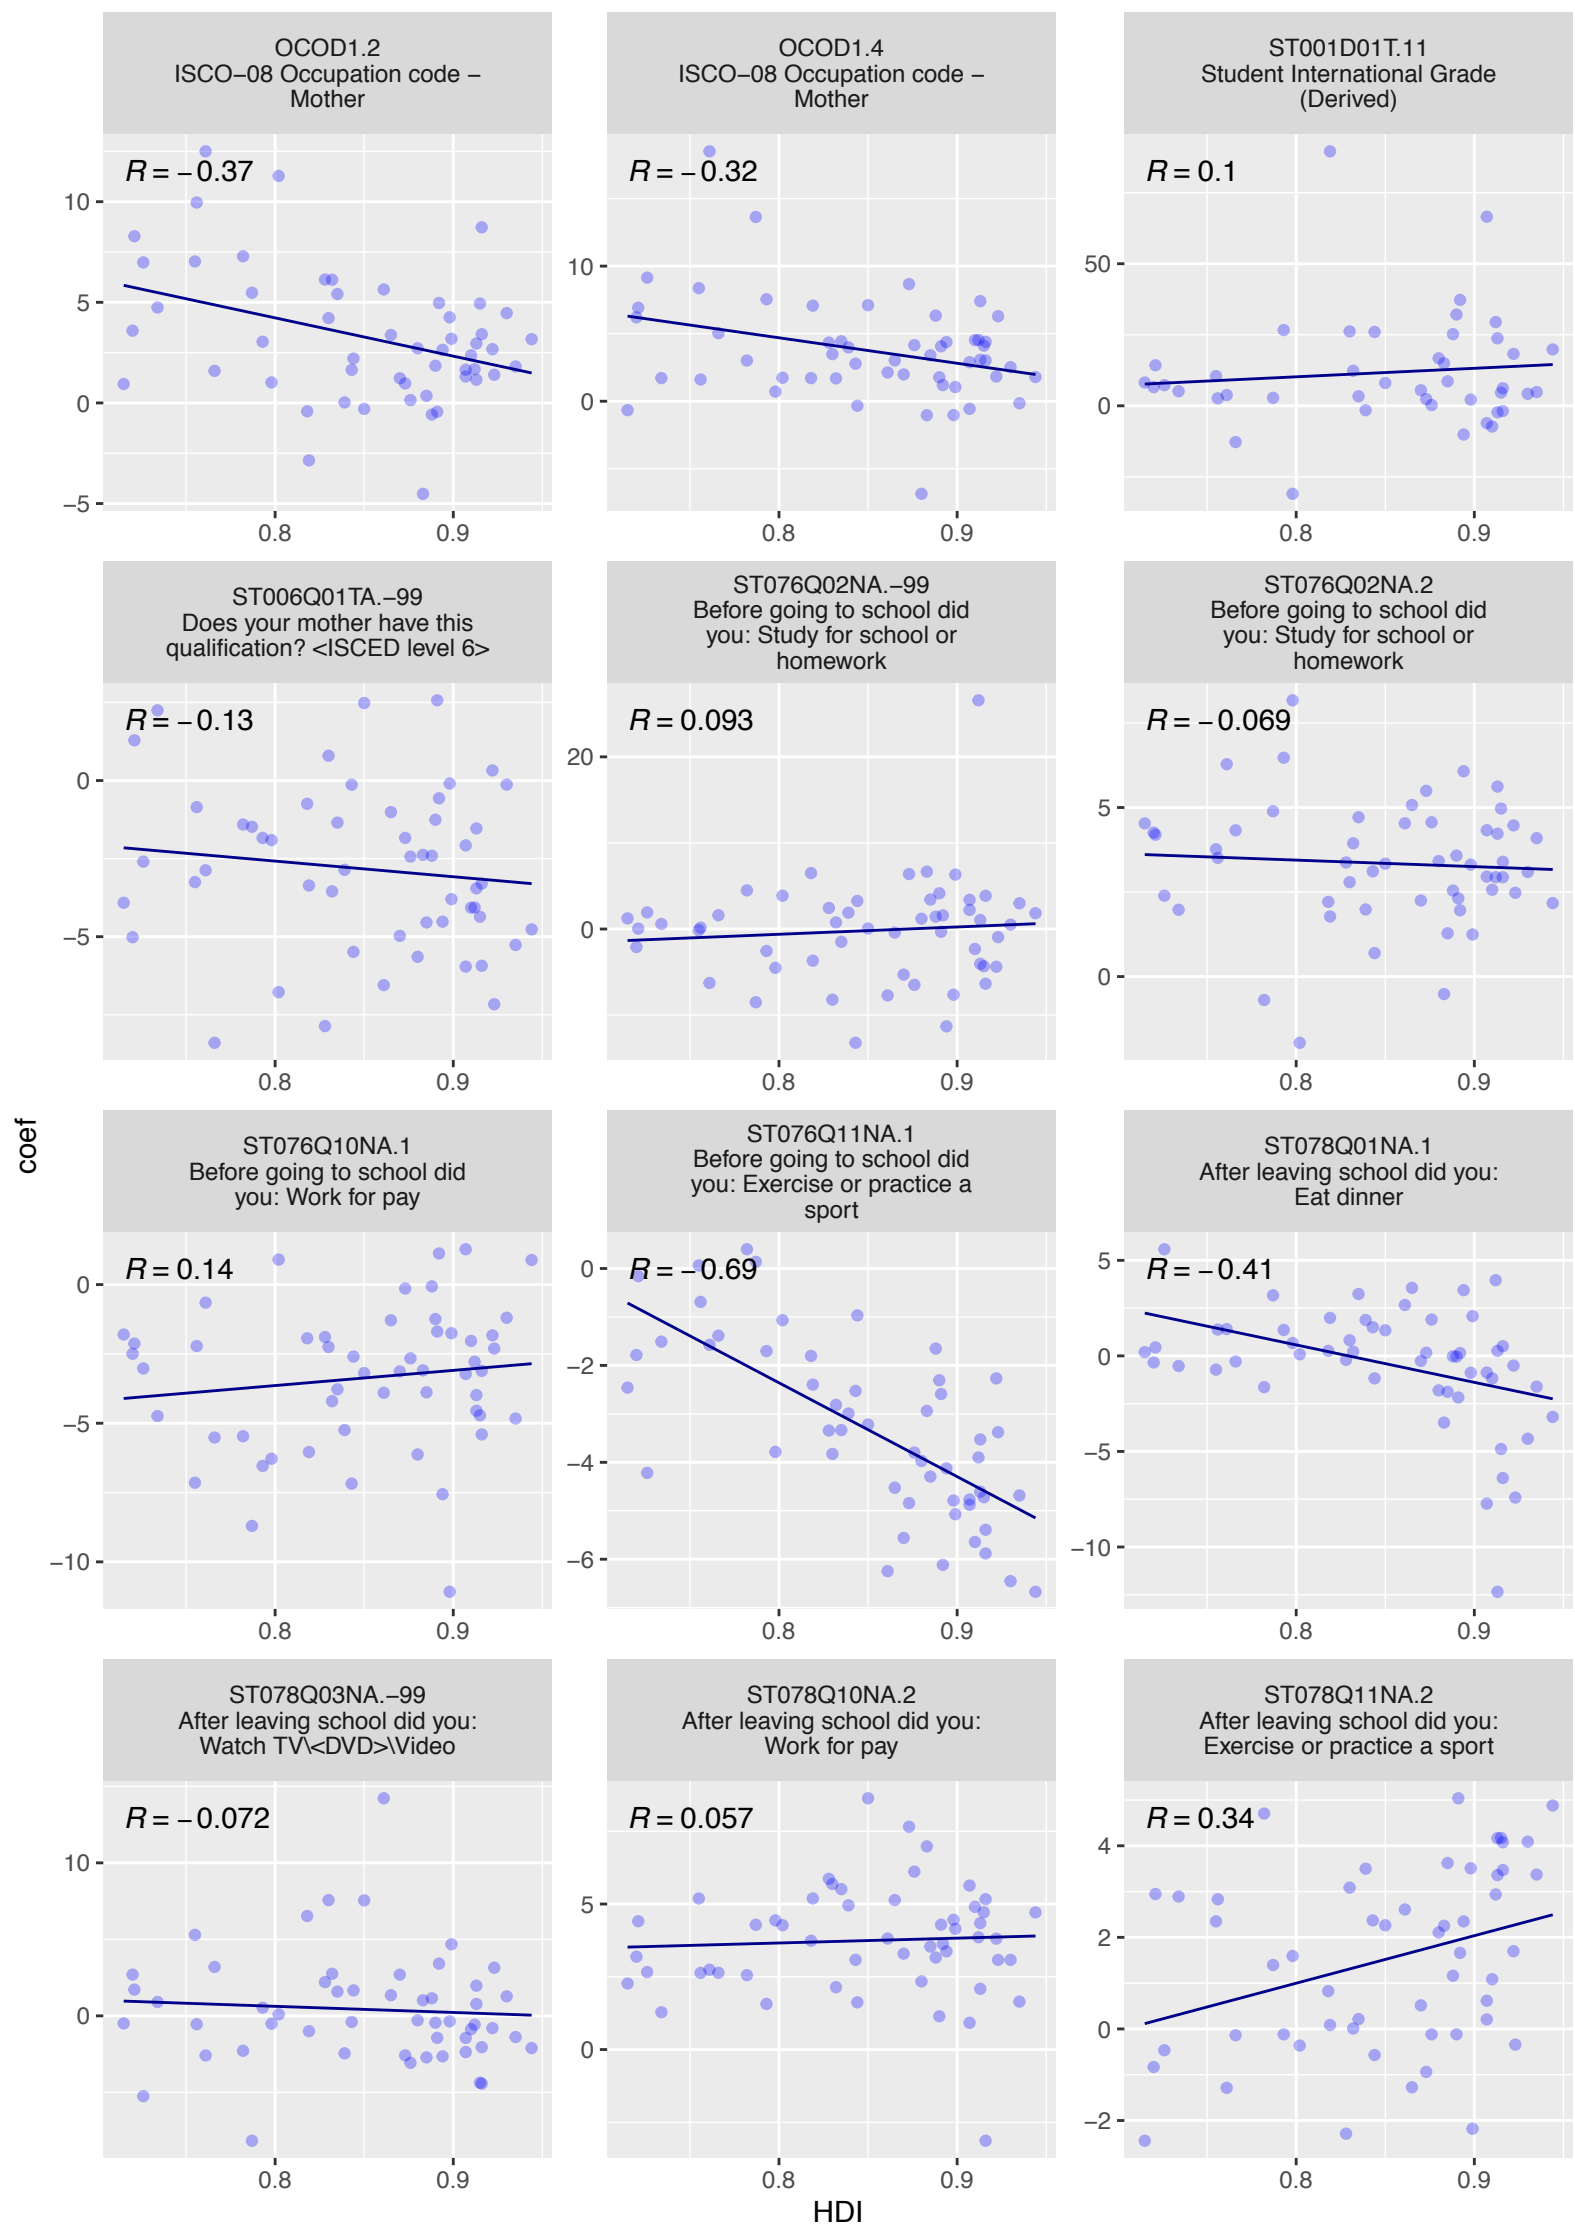 OCOD1.2
ISCO−08 Occupation code −
Mother
R = −0.37
10
5
0
−5
0.8
0.9
OCOD1.4
ISCO−08 Occupation code −
Mother
R = −0.32
10
0
0.8
0.9
ST001D01T.11
Student International Grade
(Derived)
R = 0.1
50
0
0.8
0.9
ST006Q01TA.−99
Does your mother have this
qualification? <ISCED level 6>
R = −0.13
0
−5
0.8
0.9
ST076Q02NA.−99
Before going to school did
you: Study for school or
homework
R = 0.093
20
0
0.8
0.9
ST076Q02NA.2
Before going to school did
you: Study for school or
homework
R = −0.069
5
0
0.8
0.9
coef
ST076Q10NA.1
Before going to school did
you: Work for pay
R = 0.14
0
−5
−10
0.8
0.9
ST076Q11NA.1
Before going to school did
you: Exercise or practice a
sport
R = −0.69
0
−2
−4
−6
0.8
0.9
ST078Q01NA.1
After leaving school did you:
Eat dinner
R = −0.41
5
0
−5
−10
0.8
0.9
ST078Q03NA.−99
After leaving school did you:
Watch TV\<DVD>\Video
R = −0.072
10
0
0.8
0.9
ST078Q10NA.2
After leaving school did you:
Work for pay
R = 0.057
5
0
0.8
0.9
ST078Q11NA.2
After leaving school did you:
Exercise or practice a sport
R = 0.34
4
2
0
−2
0.8
0.9
HDI